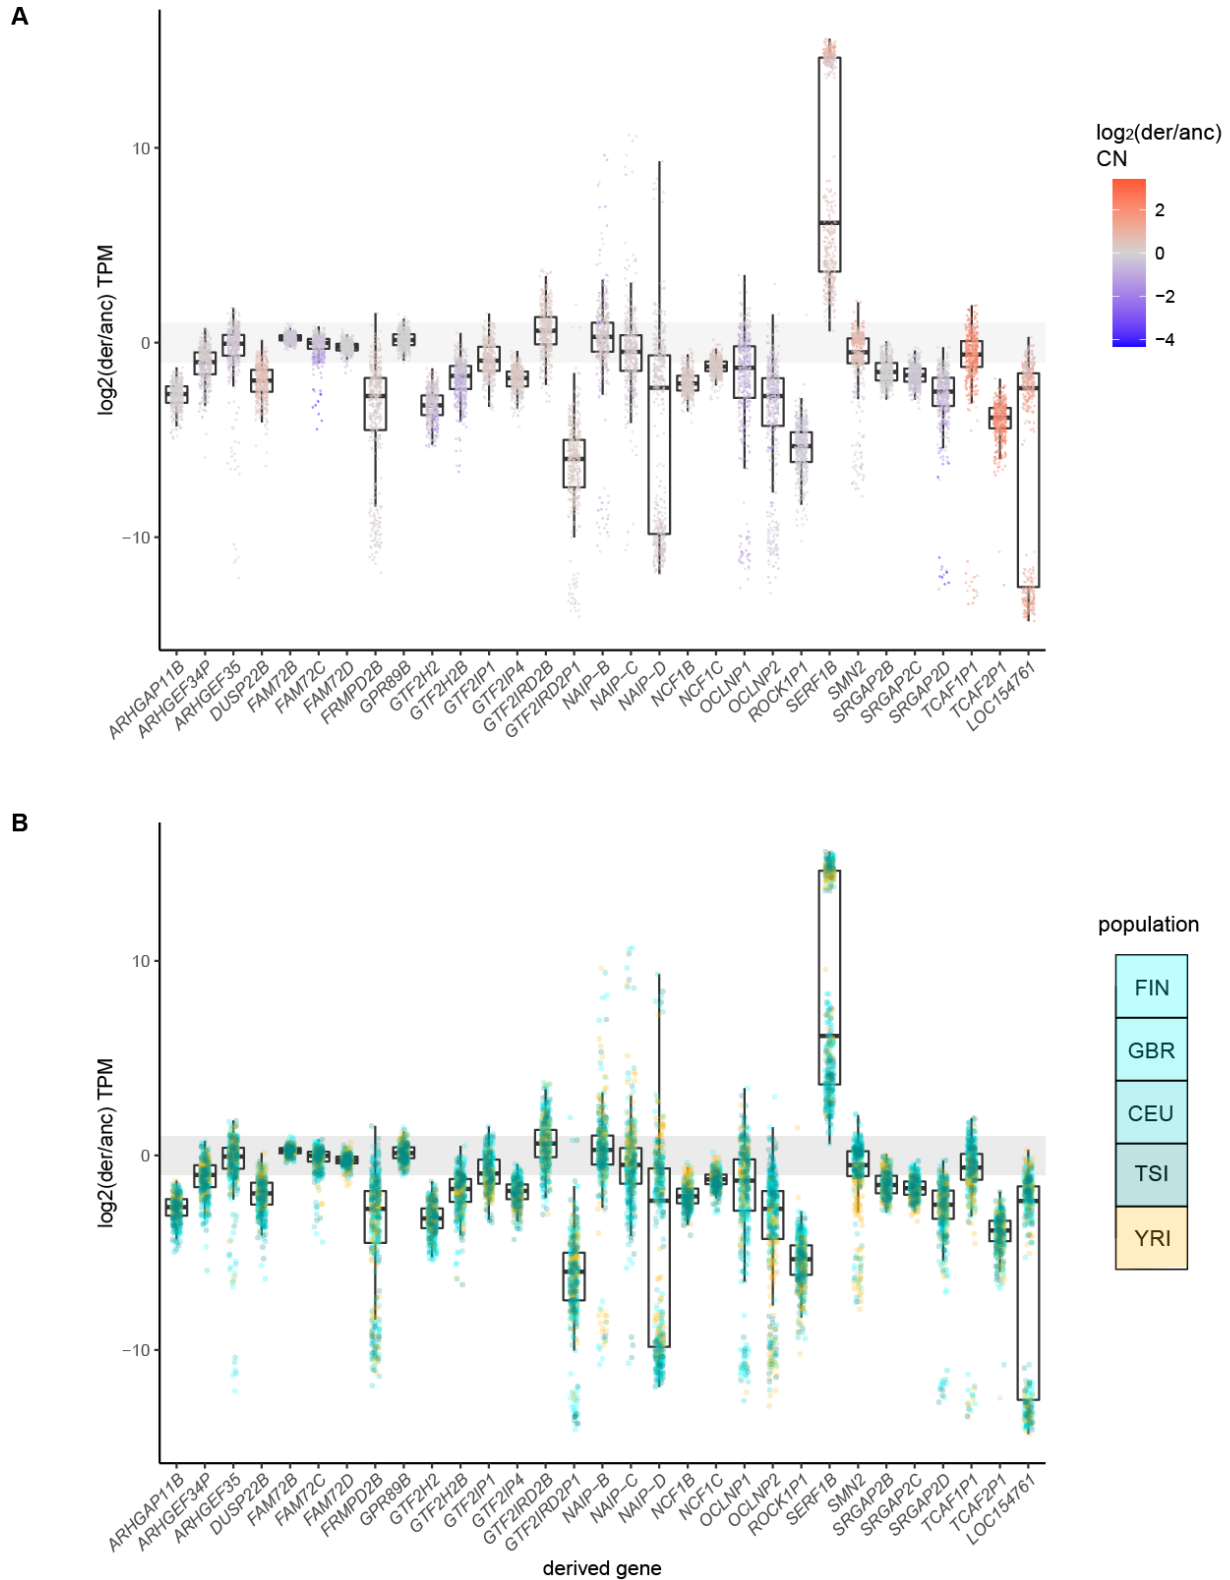 A
log2(der/anc) TPM
10
0
−10
ARHGAP11B
ARHGEF34P
ARHGEF35
DUSP22B
FAM72B
FAM72C
FAM72D
FRMPD2B
GPR89B
GTF2H2
GTF2H2B
GTF2IP1
GTF2IP4
GTF2IRD2B
GTF2IRD2P1
NAIP-B
NAIP-C
NAIP-D
NCF1B
NCF1C
OCLNP1
OCLNP2
ROCK1P1
SERF1B
SMN2
SRGAP2B
SRGAP2C
SRGAP2D
TCAF1P1
TCAF2P1
LOC154761
log2(der/anc)
CN
2
0
−2
−4
B
log2(der/anc) TPM
10
0
−10
ARHGAP11B
ARHGEF34P
ARHGEF35
DUSP22B
FAM72B
FAM72C
FAM72D
FRMPD2B
GPR89B
GTF2H2
GTF2H2B
GTF2IP1
GTF2IP4
GTF2IRD2B
GTF2IRD2P1
NAIP-B
NAIP-C
NAIP-D
NCF1B
NCF1C
OCLNP1
OCLNP2
ROCK1P1
SERF1B
SMN2
SRGAP2B
SRGAP2C
SRGAP2D
TCAF1P1
TCAF2P1
LOC154761
derived gene
population
FIN
GBR
CEU
TSI
YRI